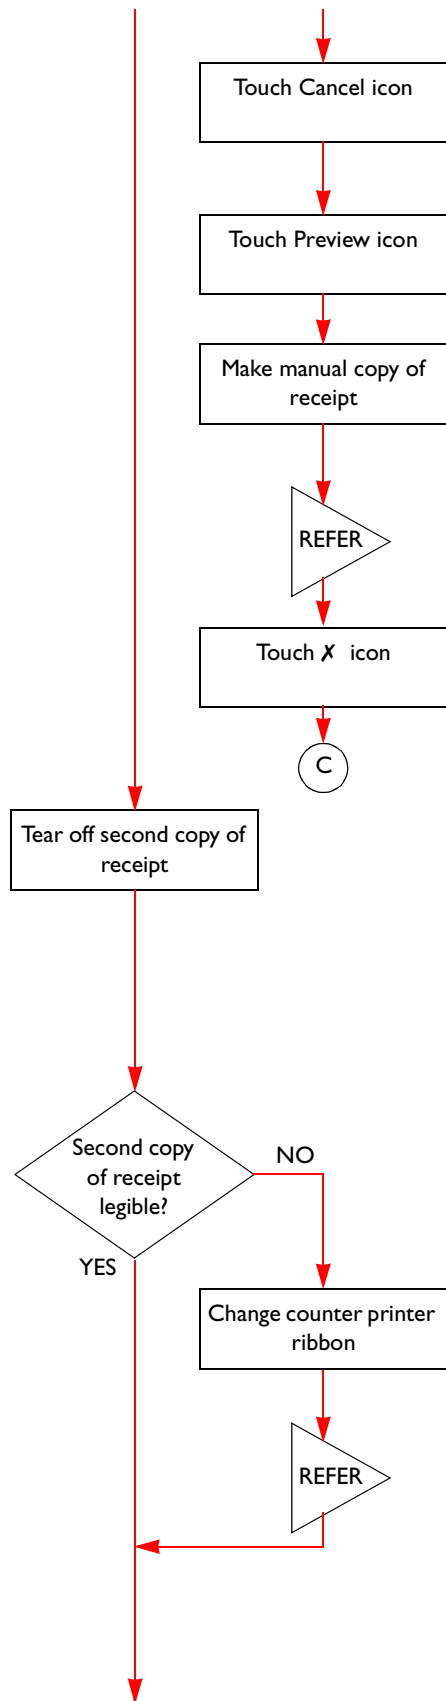 Touch Cancel icon
Touch Preview icon
Make manual copy of
receipt
REFER
Touch ✗ icon
C
Tear off second copy of
receipt
Second copy
of receipt
legible?
NO
YES
Change counter printer
ribbon
REFER